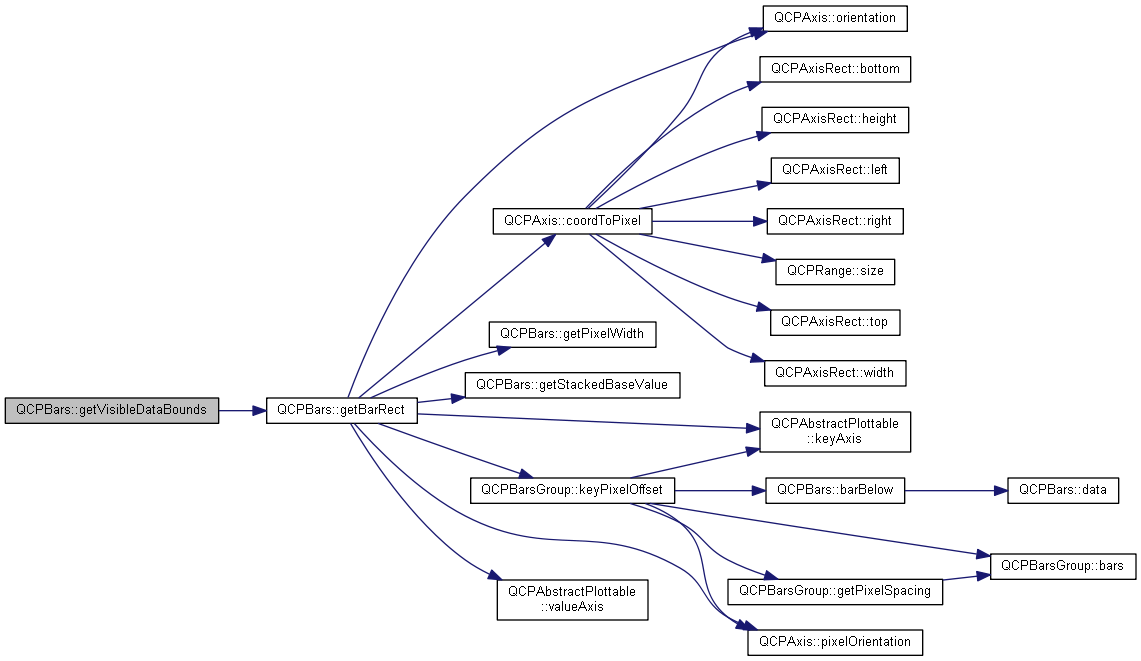 QCPAxis::orientation
QCPAxisRect::bottom
QCPAxisRect::height
QCPAxisRect::left
QCPAxis::coordToPixel
QCPAxisRect::right
QCPRange::size
QCPAxisRect::top
QCPBars::getPixelWidth
QCPAxisRect::width
QCPBars::getStackedBaseValue
QCPBars::getVisibleDataBounds
QCPBars::getBarRect
QCPAbstractPlottable
::keyAxis
QCPBarsGroup::keyPixelOffset
QCPBars::barBelow
QCPBars::data
QCPBarsGroup::bars
QCPAbstractPlottable
::valueAxis
QCPBarsGroup::getPixelSpacing
QCPAxis::pixelOrientation